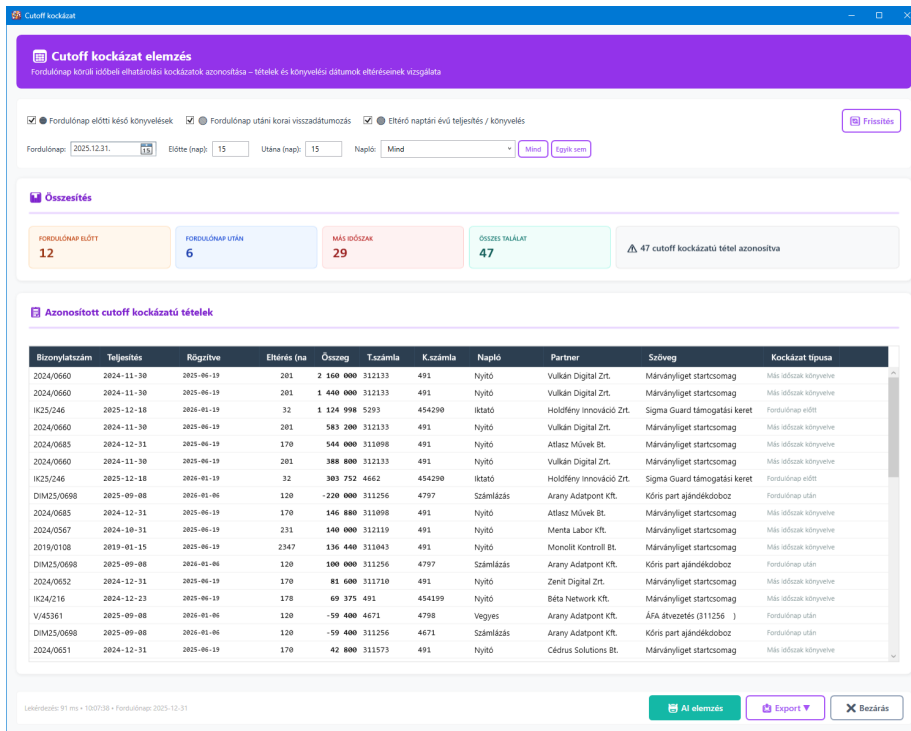 Cutoff kockázat
Cutoff kockázat elemzés
Fordulónap körüli időbeli elhatárolási kockázatok azonosítása – tételek és könyvelési dátumok eltéréseinek vizsgálata
Fordulónap előtti késő könyvelések Fordulónap utáni korai visszadátumozás Eltérő naptári évű teljesítés / könyvelés Frissítés
Fordulónap: 2025.12.31. 15 Előtte (nap): 15 Utána (nap): 15 Napló: Mind Mind Egyik sem
Összesítés
FORDULÓNAP ELŐTT FORDULÓNAP UTÁN MÁS IDŐSZAK ÖSSZES TALÁLAT
12 6 29 47 ⚠ 47 cutoff kockázatú tétel azonosítva
Azonosított cutoff kockázatú tételek
Bizonylatszám Teljesítés Rögzítve Eltérés (na Összeg T.számla K.számla Napló Partner Szöveg Kockázat típusa
2024/0660 2024-11-30 2025-06-19 201 2 160 000 312133 491 Nyitó Vulkán Digital Zrt. Márványliget startcsomag Más időszak könyvelve
2024/0660 2024-11-30 2025-06-19 201 1 440 000 312133 491 Nyitó Vulkán Digital Zrt. Márványliget startcsomag Más időszak könyvelve
IK25/246 2025-12-18 2026-01-19 32 1 124 998 5293 454290 Iktató Holdfény Innováció Zrt. Sigma Guard támogatási keret Fordulónap előtt
2024/0660 2024-11-30 2025-06-19 201 583 200 312133 491 Nyitó Vulkán Digital Zrt. Márványliget startcsomag Más időszak könyvelve
2024/0685 2024-12-31 2025-06-19 170 544 000 311098 491 Nyitó Atlasz Művek Bt. Márványliget startcsomag Más időszak könyvelve
2024/0660 2024-11-30 2025-06-19 201 388 800 312133 491 Nyitó Vulkán Digital Zrt. Márványliget startcsomag Más időszak könyvelve
IK25/246 2025-12-18 2026-01-19 32 303 752 4662 454290 Iktató Holdfény Innováció Zrt. Sigma Guard támogatási keret Fordulónap előtt
DIM25/0698 2025-09-08 2026-01-06 120 -220 000 311256 4797 Számlázás Arany Adatpont Kft. Kőris part ajándékdoboz Fordulónap után
2024/0685 2024-12-31 2025-06-19 170 146 880 311098 491 Nyitó Atlasz Művek Bt. Márványliget startcsomag Más időszak könyvelve
2024/0567 2024-10-31 2025-06-19 231 140 000 312119 491 Nyitó Menta Labor Kft. Márványliget startcsomag Más időszak könyvelve
2019/0108 2019-01-15 2025-06-19 2347 136 440 311043 491 Nyitó Monolit Kontroll Bt. Márványliget startcsomag Más időszak könyvelve
DIM25/0698 2025-09-08 2026-01-06 120 100 000 311256 4797 Számlázás Arany Adatpont Kft. Kőris part ajándékdoboz Fordulónap után
2024/0652 2024-12-31 2025-06-19 170 81 600 311710 491 Nyitó Zenit Digital Zrt. Márványliget startcsomag Más időszak könyvelve
IK24/216 2024-12-23 2025-06-19 178 69 375 491 454199 Nyitó Béta Network Kft. Márványliget startcsomag Más időszak könyvelve
V/45361 2025-09-08 2026-01-06 120 -59 400 4671 4798 Vegyes Arany Adatpont Kft. ÁFA átvezetés (311256 ) Fordulónap után
DIM25/0698 2025-09-08 2026-01-06 120 -59 400 311256 4671 Számlázás Arany Adatpont Kft. Kőris part ajándékdoboz Fordulónap után
2024/0651 2024-12-31 2025-06-19 170 42 800 311573 491 Nyitó Cédrus Solutions Bt. Márványliget startcsomag Más időszak könyvelve
Lekérdezés: 91 ms • 10:07:38 • Fordulónap: 2025-12-31 AI elemzés Export ▼ Bezárás